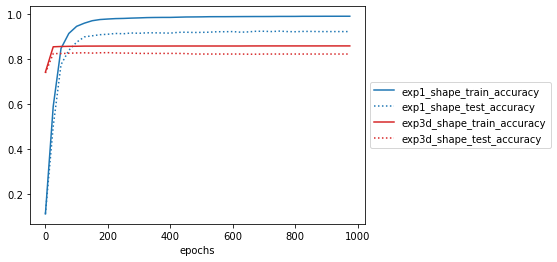 1.0
0.8
0.6
0.4
0.2
0
200
400
600
800
1000
epochs
exp1_shape_train_accuracy
exp1_shape_test_accuracy
exp3d_shape_train_accuracy
exp3d_shape_test_accuracy